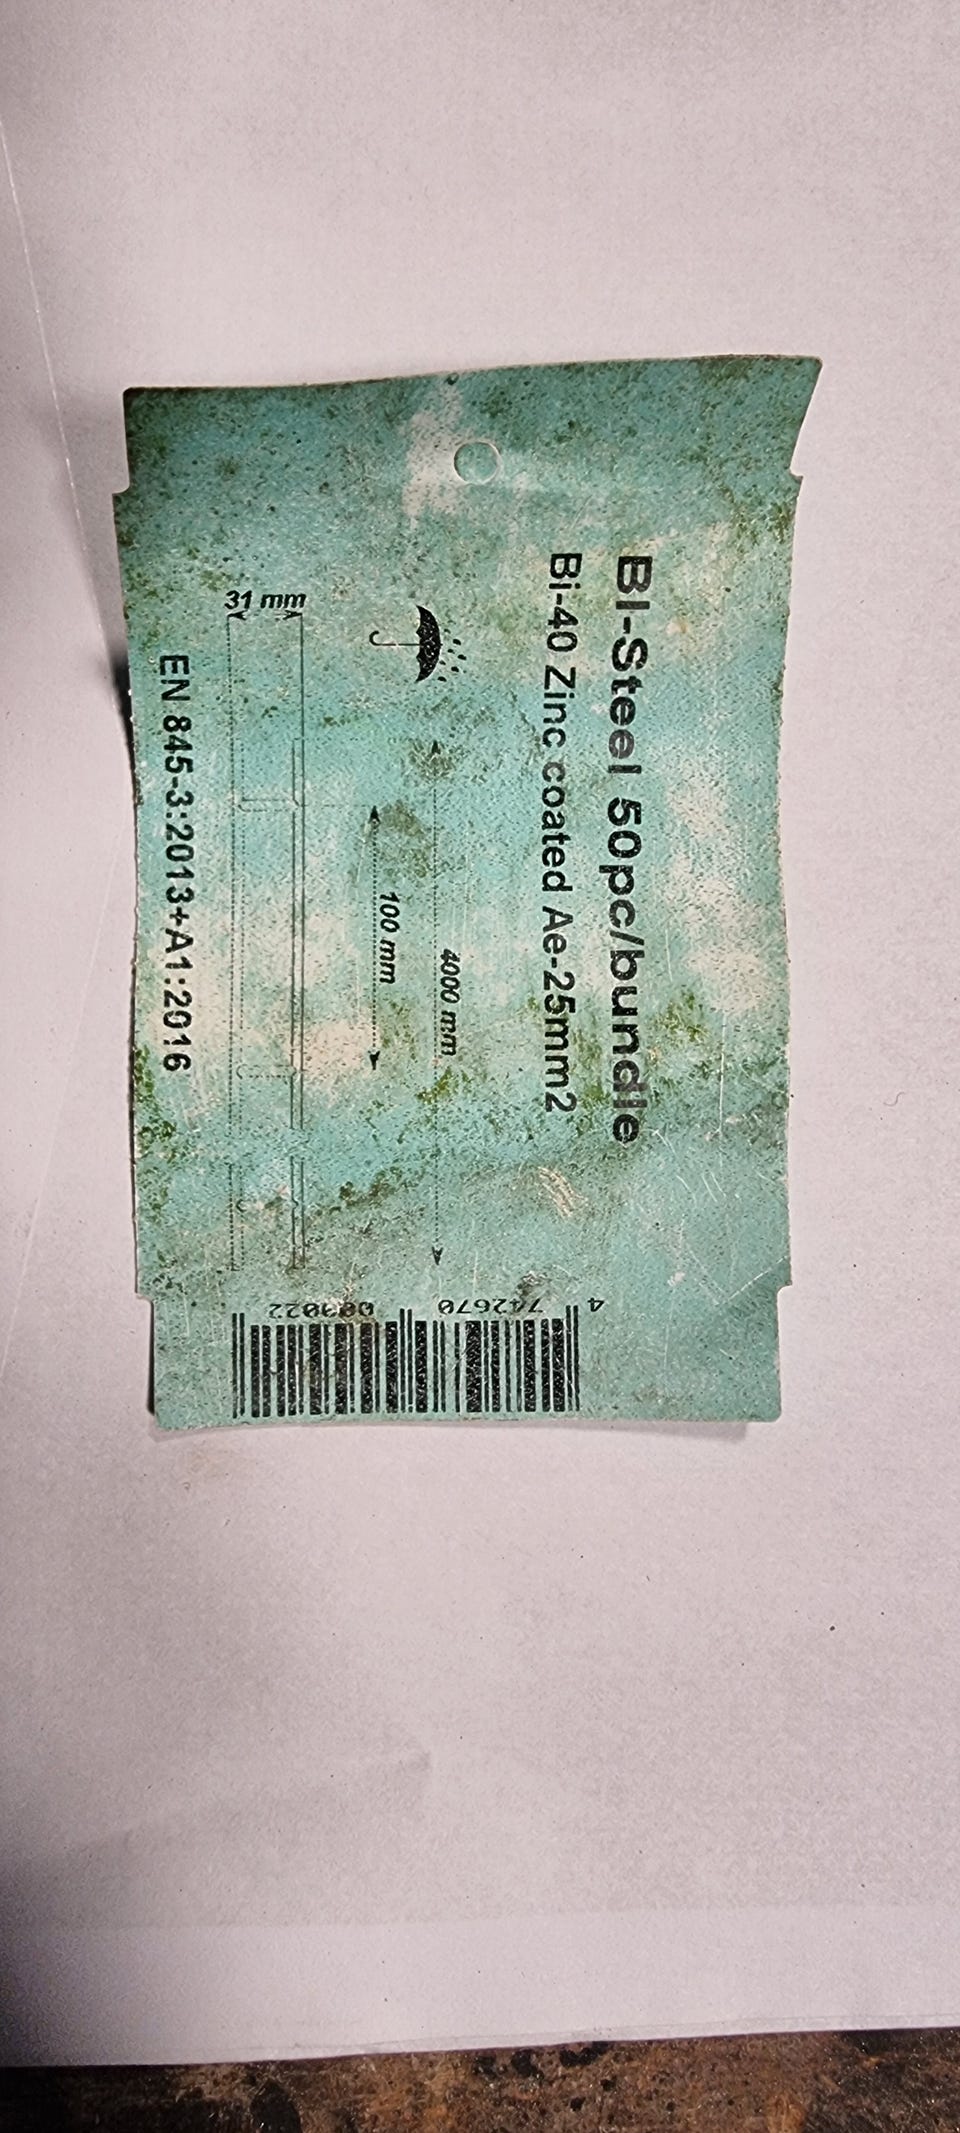 BI-Steel 50pc/bundle
Bi-40 Zinc coated Ae-25mm2
4000 mm
100 mm
31 mm
EN 845-3:2013+A1:2016
4 742670 000022